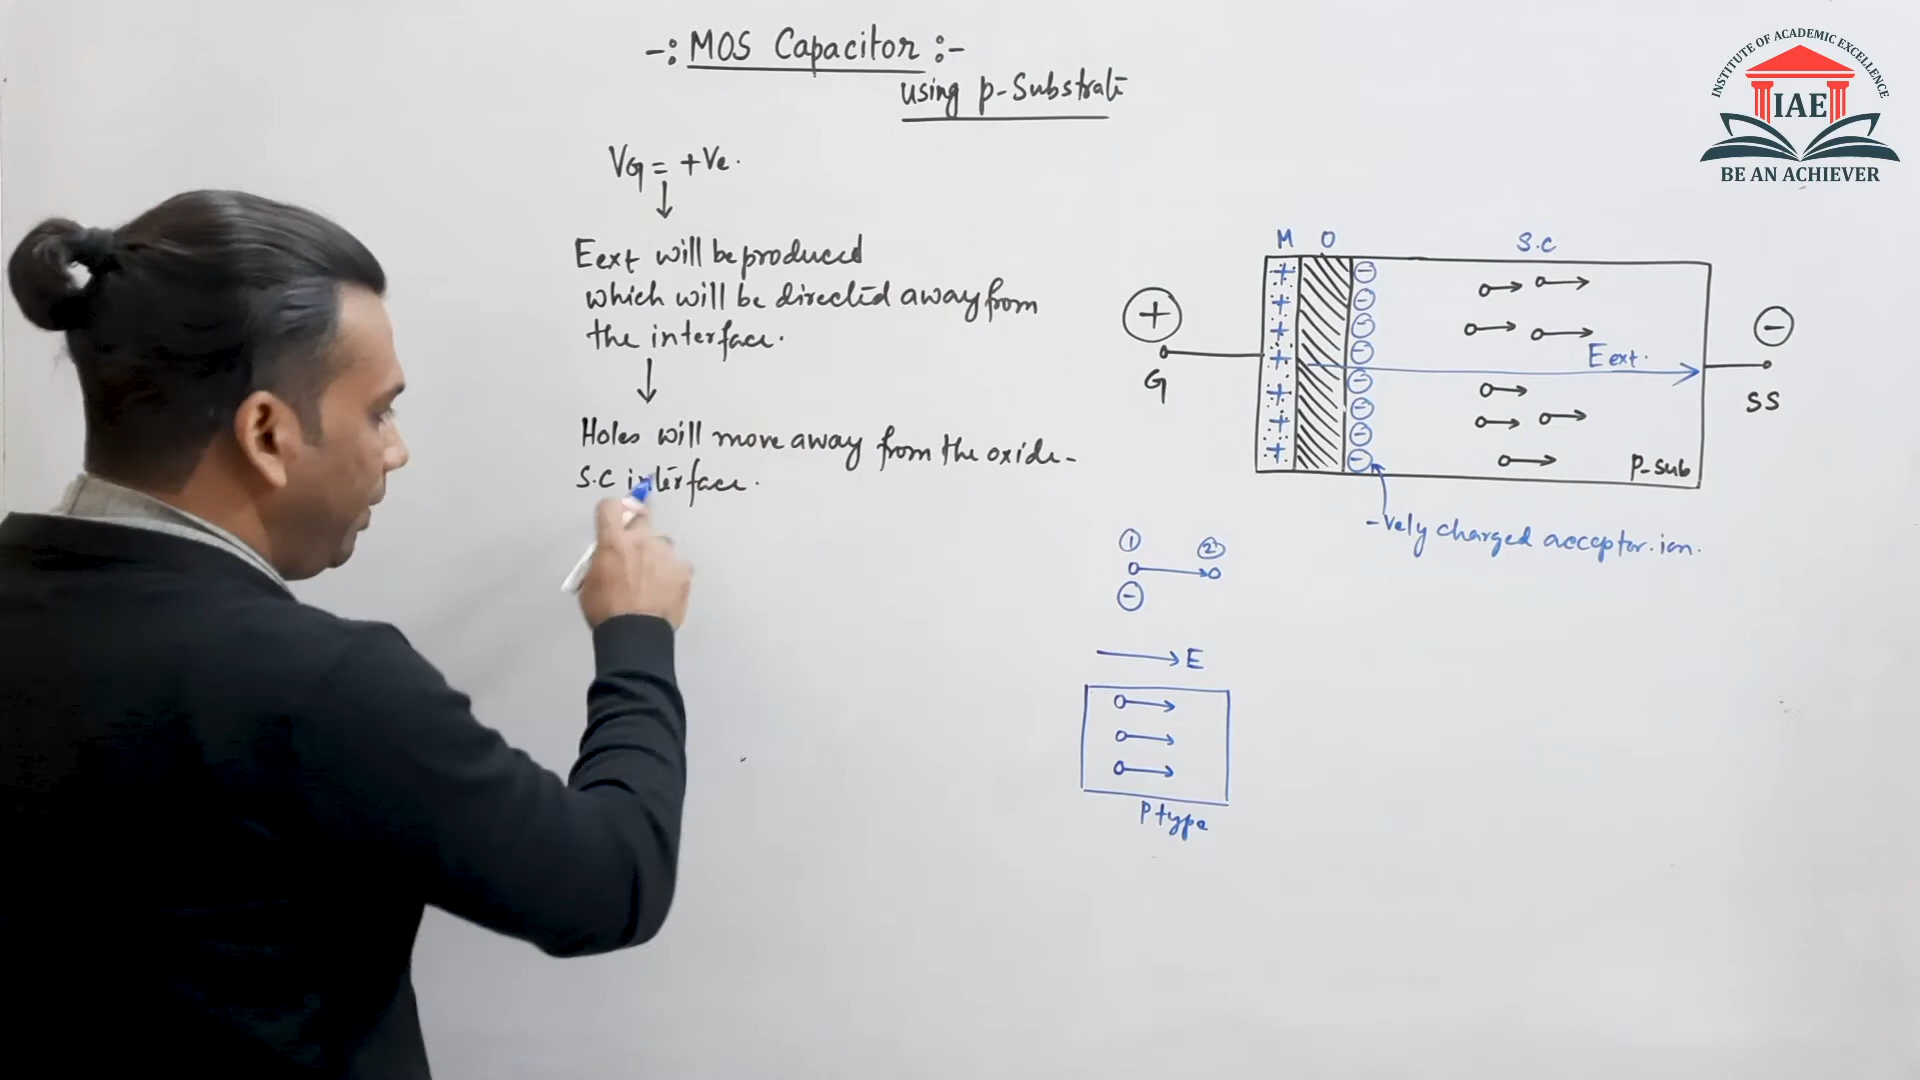 -: MOS Capacitor :-
using p-Substrate
VG = +Ve.
Eext will be produced
which will be directed away from
the interface.
Holes will move away from the oxide-
S.C interface.
INSTITUTE OF ACADEMIC EXCELLENCE
IAE
BE AN ACHIEVER
M O S.C
+ + + + + + +
- - - - - - - -
+
G
E ext.
-
SS
P-sub
-Vely charged acceptor ion.
1 2
-
E
P type